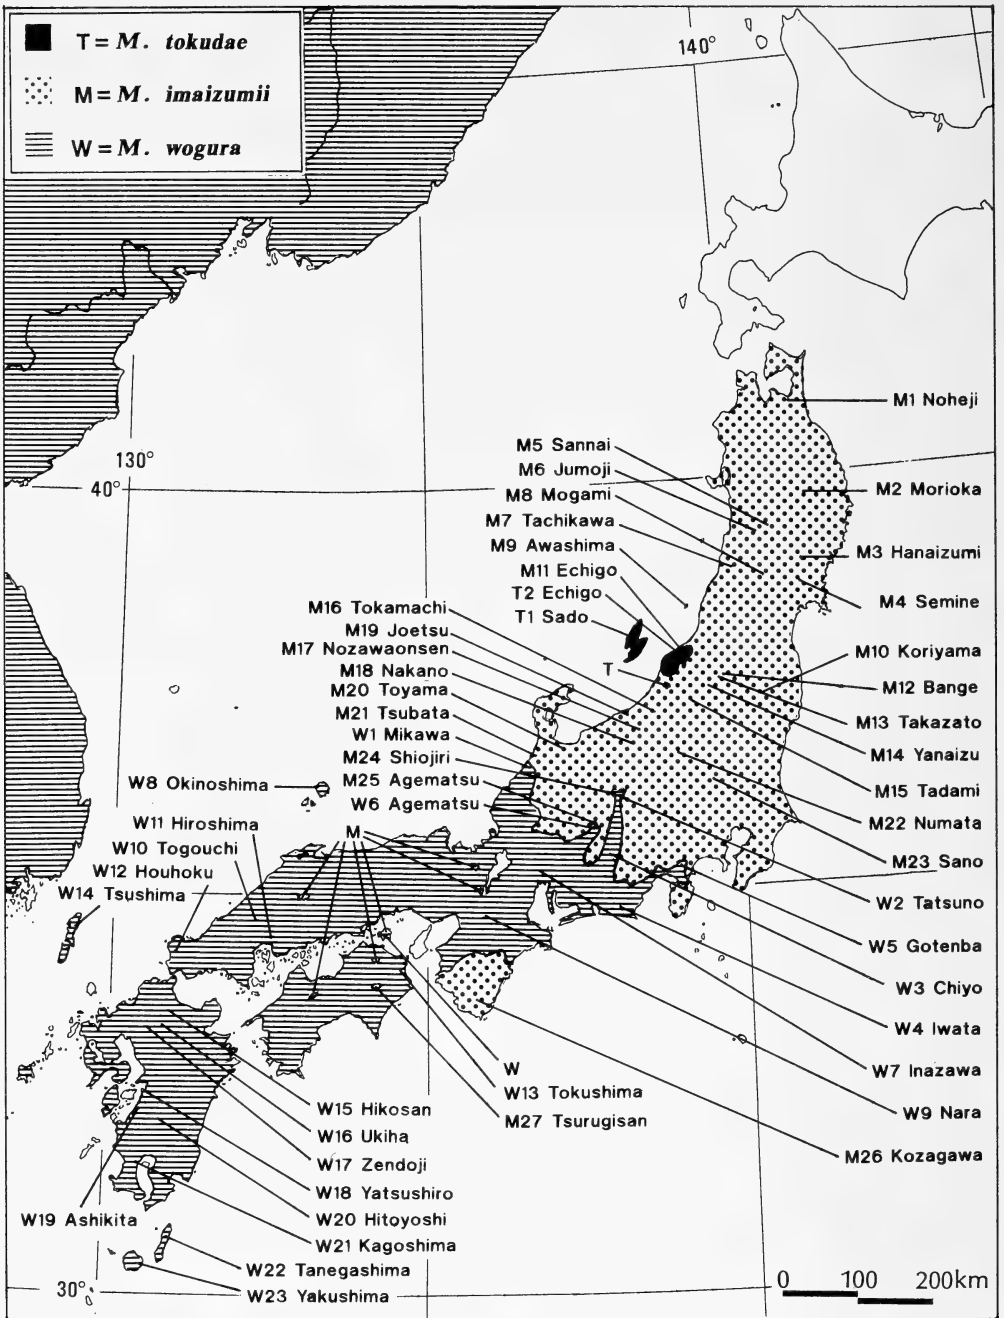 T = M. tokudae
M = M. imaizumii
W = M. wogura
140°
130°
40°
30°
M1 Noheji
M5 Sannai
M6 Jumoji
M8 Mogami
M7 Tachikawa
M9 Awashima
M11 Echigo
T2 Echigo
T1 Sado
M2 Morioka
M3 Hanaizumi
M4 Semine
M16 Tokamachi
M19 Joetsu
M17 Nozawaonsen
M18 Nakano
M20 Toyama
M21 Tsubata
W1 Mikawa
M24 Shiojiri
M25 Agematsu
W6 Agematsu
T
M10 Koriyama
M12 Bange
M13 Takazato
M14 Yanaizu
M15 Tadami
M22 Numata
M23 Sano
W2 Tatsuno
W5 Gotenba
W3 Chiyo
W4 Iwata
W7 Inazawa
W9 Nara
M26 Kozagawa
W8 Okinoshima
W11 Hiroshima
M
W10 Togouchi
W12 Houhoku
W14 Tsushima
W
W13 Tokushima
M27 Tsurugisan
W15 Hikosan
W16 Ukiha
W17 Zendoji
W18 Yatsushiro
W19 Ashikita
W20 Hitoyoshi
W21 Kagoshima
W22 Tanegashima
W23 Yakushima
0 100 200km